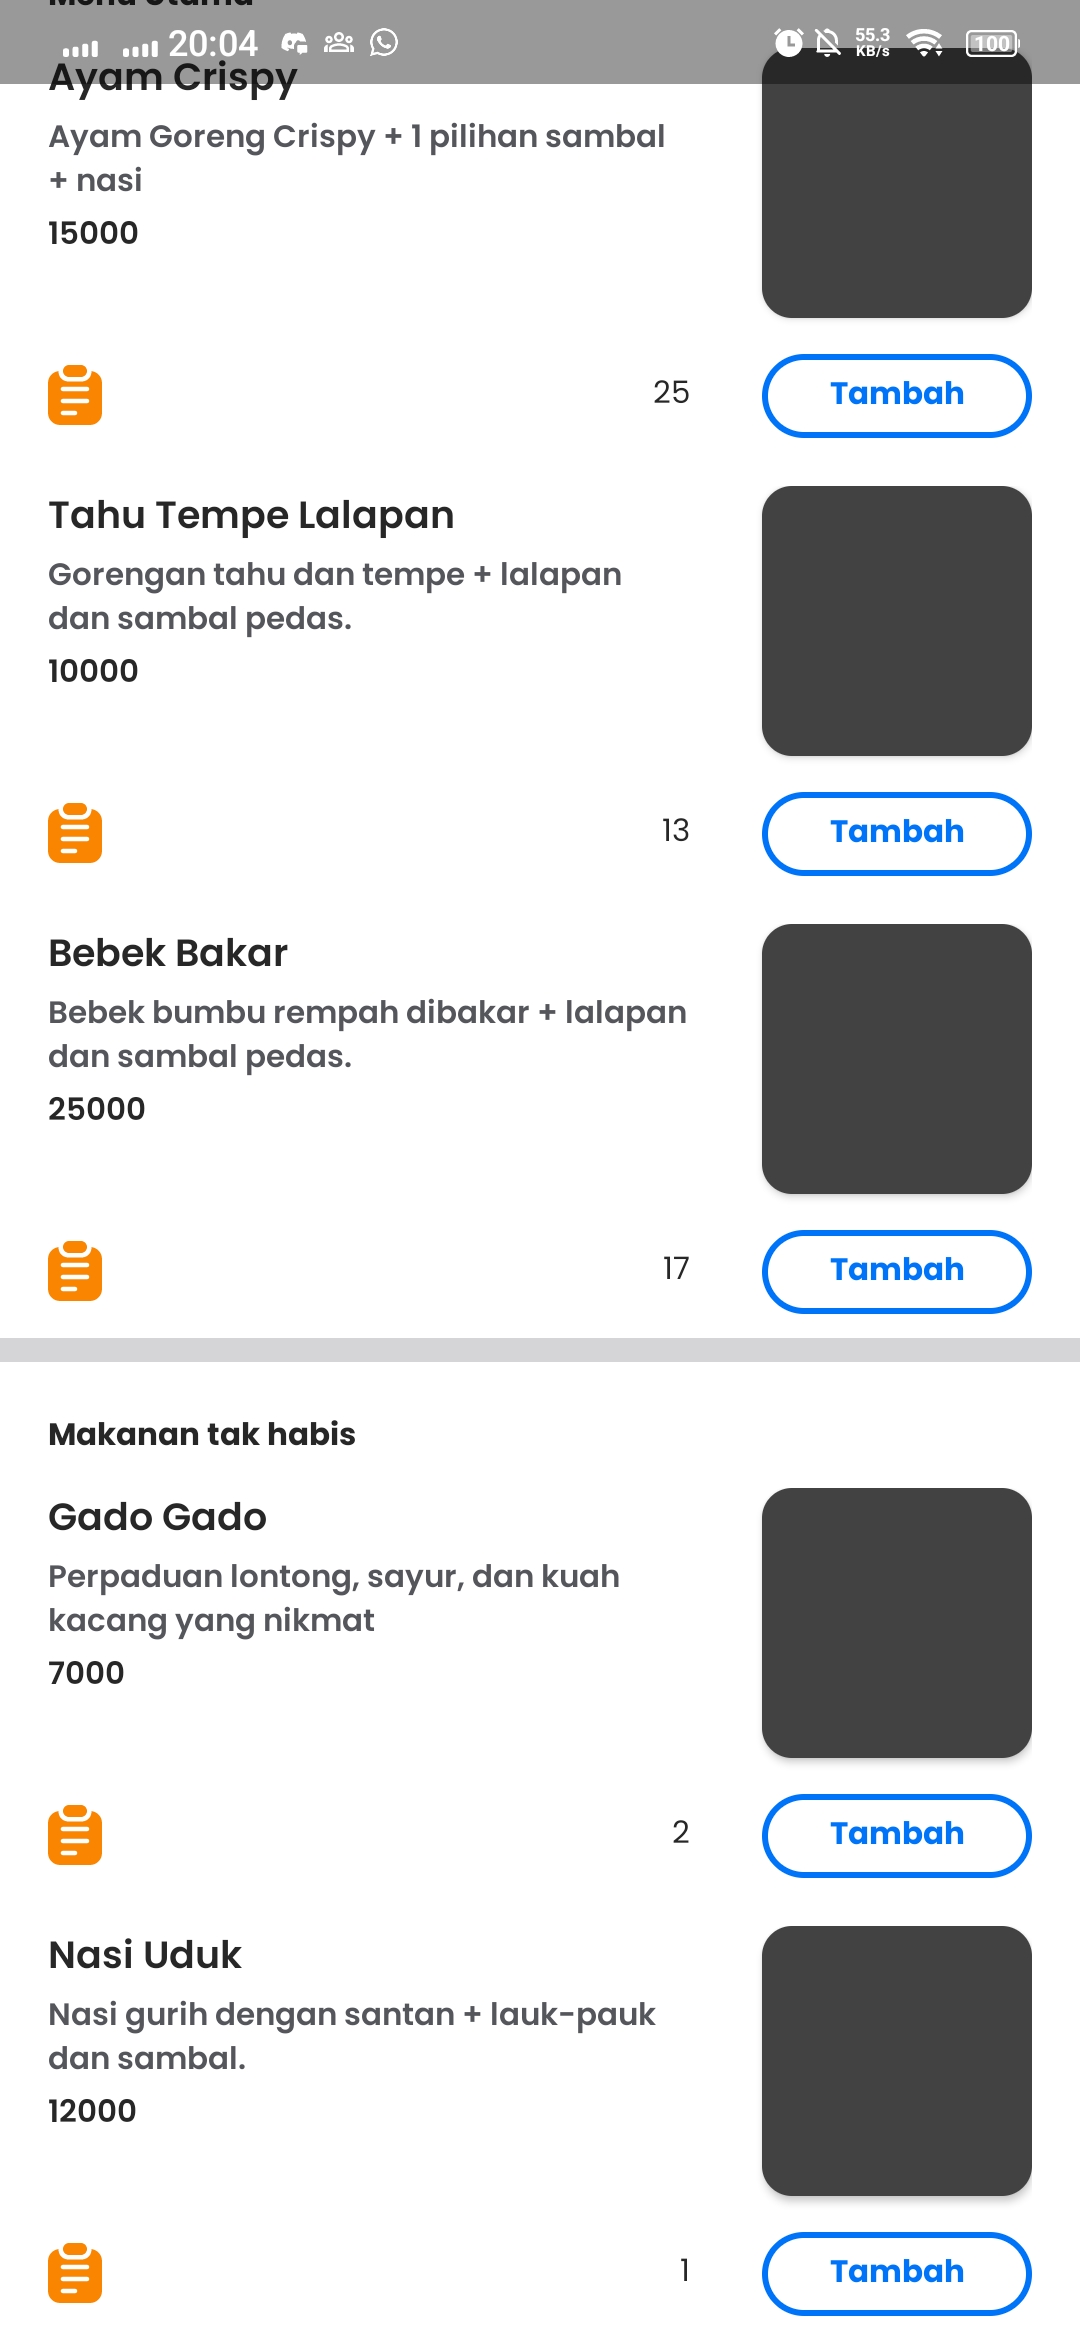 Menu Utama
20:04
55.3
KB/s
100
Ayam Crispy
Ayam Goreng Crispy + 1 pilihan sambal
+ nasi
15000
25
Tambah
Tahu Tempe Lalapan
Gorengan tahu dan tempe + lalapan
dan sambal pedas.
10000
13
Tambah
Bebek Bakar
Bebek bumbu rempah dibakar + lalapan
dan sambal pedas.
25000
17
Tambah
Makanan tak habis
Gado Gado
Perpaduan lontong, sayur, dan kuah
kacang yang nikmat
7000
2
Tambah
Nasi Uduk
Nasi gurih dengan santan + lauk-pauk
dan sambal.
12000
1
Tambah